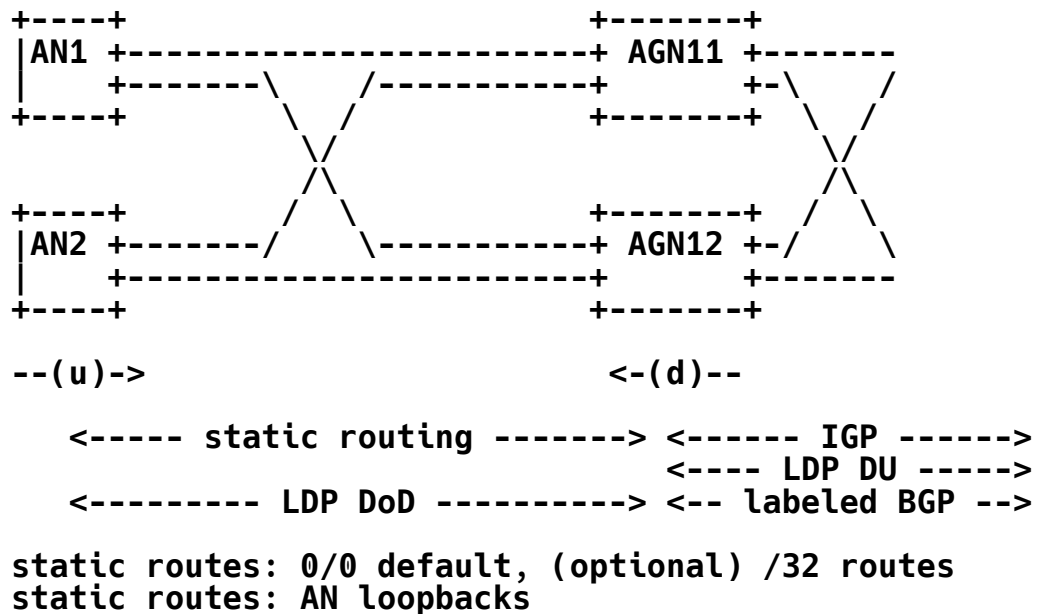 AN1 AGN11
AN2 AGN12
--(u)-> <-(d)--
<----- static routing -------> <------ IGP ------>
<---- LDP DU ----->
<--------- LDP DoD ----------> <-- labeled BGP -->
static routes: 0/0 default, (optional) /32 routes
static routes: AN loopbacks